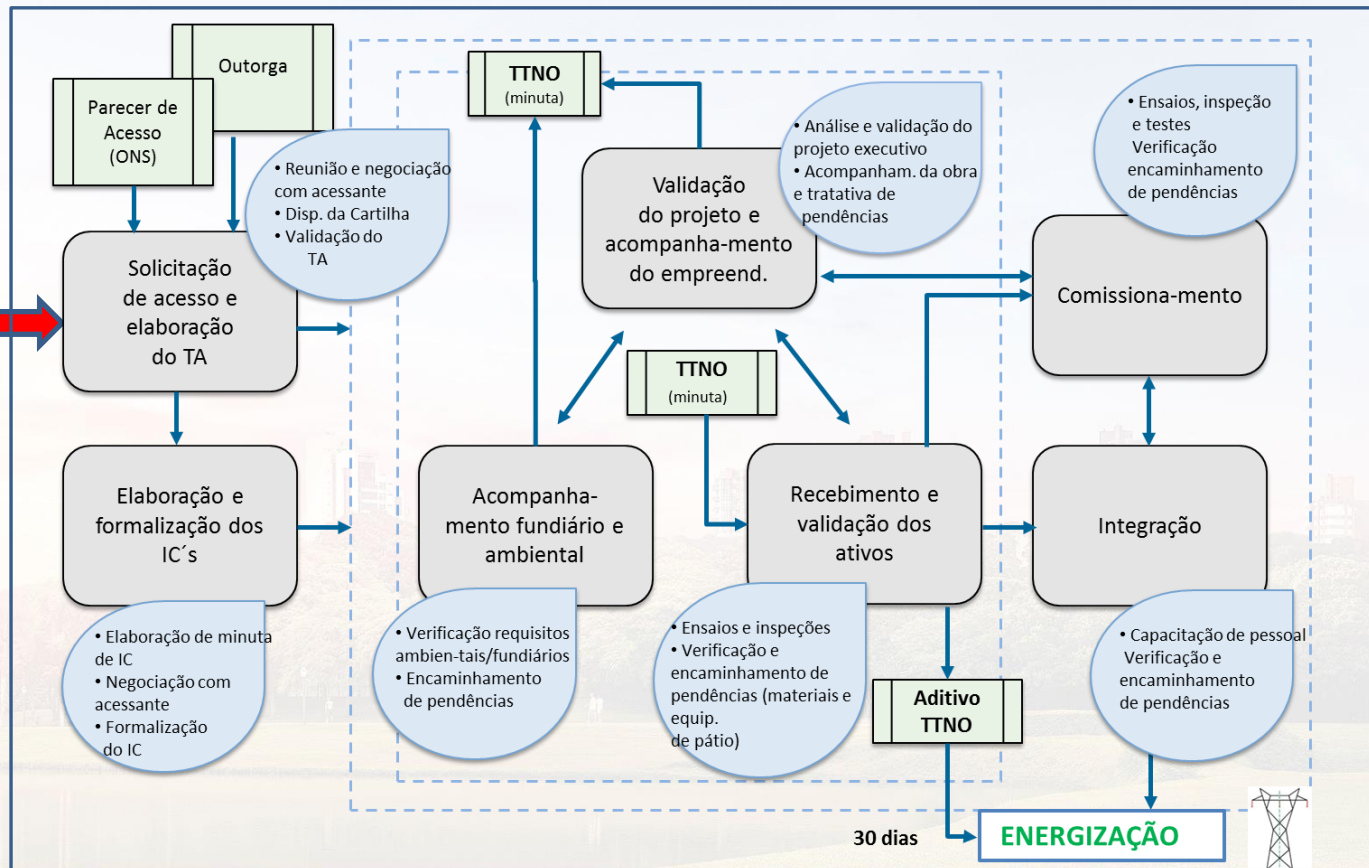 Outorga
Parecer de
Acesso
(ONS)
• Reunião e negociação
com acessante
• Disp. da Cartilha
• Validação do
TA
Solicitação
de acesso e
elaboração
do TA
Elaboração e
formalização dos
IC´s
• Elaboração de minuta
de IC
• Negociação com
acessante
• Formalização
do IC
TTNO
(minuta)
Validação
do projeto e
acompanha-mento
do empreend.
• Análise e validação do
projeto executivo
• Acompanham. da obra
e tratativa de
pendências
• Ensaios, inspeção
e testes
Verificação
encaminhamento
de pendências
Comissiona-mento
TTNO
(minuta)
Acompanha-
mento fundiário e
ambiental
• Verificação requisitos
ambien-tais/fundiários
• Encaminhamento
de pendências
Recebimento e
validação dos
ativos
• Ensaios e inspeções
• Verificação e
encaminhamento de
pendências (materiais e
equip.
de pátio)
Integração
• Capacitação de pessoal
Verificação e
encaminhamento
de pendências
Aditivo
TTNO
30 dias
ENERGIZAÇÃO